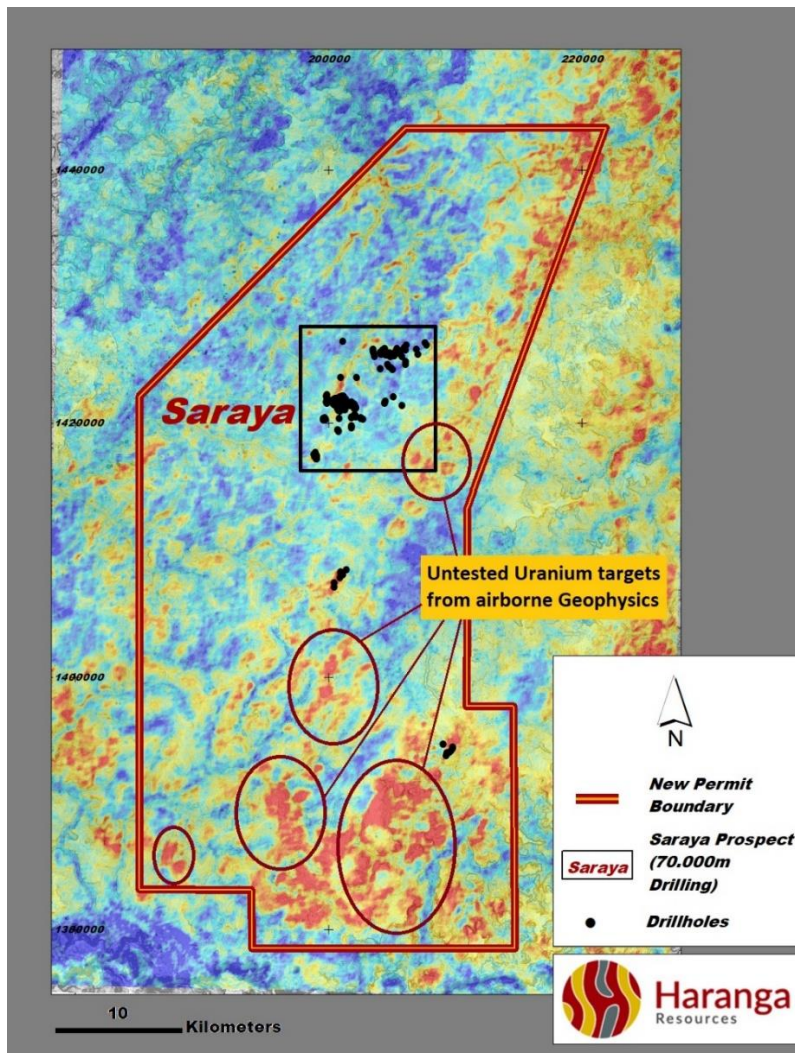 200000
220000
1440000
Saraya
1420000
Untested Uranium targets
from airborne Geophysics
1400000
N
New Permit
Boundary
Saraya Prospect
(70.000m
Drilling)
Saraya
Drillholes
1380000
Haranga
Resources
10
Kilometers